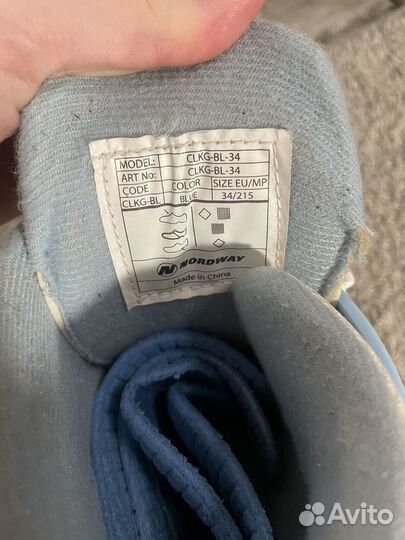 MODEL: CLKG-BL-34
ART No: CLKG-BL-34
CODE COLOR SIZE EU/MP
CLKG-BL BLUE 34/215
NORDWAY
Made in China
Avito